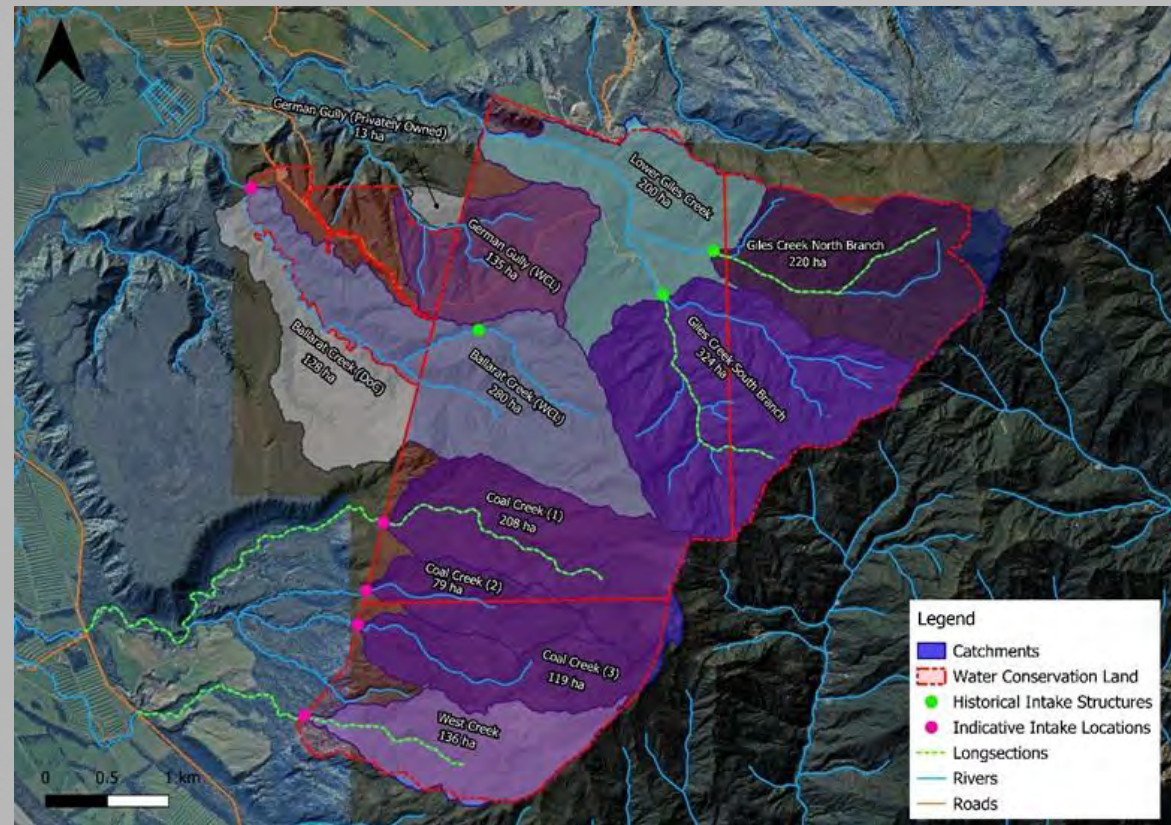 German Gully (Privately Owned)
13 ha
Lower Giles Creek
200 ha
German Gully (WCL)
135 ha
Giles Creek North Branch
220 ha
Giles Creek South Branch
324 ha
Ballarat Creek (DoC)
128 ha
Ballarat Creek (WCL)
280 ha
Coal Creek (1)
208 ha
Coal Creek (2)
79 ha
Coal Creek (3)
119 ha
West Creek
136 ha
0 0.5 1 km
Legend
Catchments
Water Conservation Land
Historical Intake Structures
Indicative Intake Locations
Longsections
Rivers
Roads